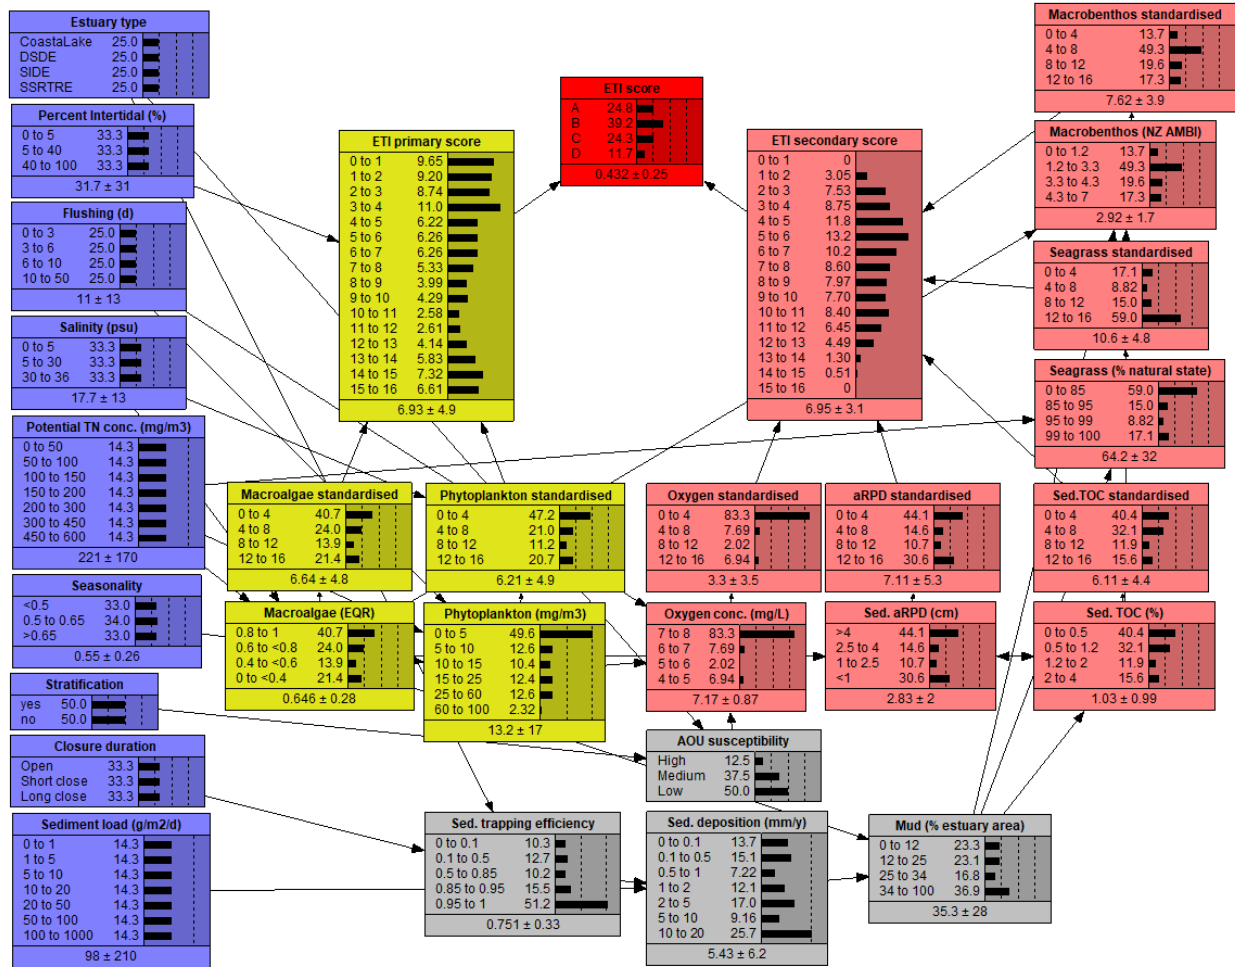 Estuary type
CoastaLake 25.0
DSDE 25.0
SIDE 25.0
SSRTRE 25.0
Percent Intertidal (%)
0 to 5 33.3
5 to 40 33.3
40 to 100 33.3
31.7 ± 31
Flushing (d)
0 to 3 25.0
3 to 6 25.0
6 to 10 25.0
10 to 50 25.0
11 ± 13
Salinity (psu)
0 to 5 33.3
5 to 30 33.3
30 to 36 33.3
17.7 ± 13
Potential TN conc. (mg/m3)
0 to 50 14.3
50 to 100 14.3
100 to 150 14.3
150 to 200 14.3
200 to 300 14.3
300 to 450 14.3
450 to 600 14.3
221 ± 170
Seasonality
<0.5 33.0
0.5 to 0.65 34.0
>0.65 33.0
0.55 ± 0.26
Stratification
yes 50.0
no 50.0
Closure duration
Open 33.3
Short close 33.3
Long close 33.3
Sediment load (g/m2/d)
0 to 1 14.3
1 to 5 14.3
5 to 10 14.3
10 to 20 14.3
20 to 50 14.3
50 to 100 14.3
100 to 1000 14.3
98 ± 210
ETI primary score
0 to 1 9.65
1 to 2 9.20
2 to 3 8.74
3 to 4 11.0
4 to 5 6.22
5 to 6 6.26
6 to 7 6.26
7 to 8 5.33
8 to 9 3.99
9 to 10 4.29
10 to 11 2.58
11 to 12 2.61
12 to 13 4.14
13 to 14 5.83
14 to 15 7.32
15 to 16 6.61
6.93 ± 4.9
ETI score
A 24.8
B 39.2
C 24.3
D 11.7
0.432 ± 0.25
ETI secondary score
0 to 1 0
1 to 2 3.05
2 to 3 7.53
3 to 4 8.75
4 to 5 11.8
5 to 6 13.2
6 to 7 10.2
7 to 8 8.60
8 to 9 7.97
9 to 10 7.70
10 to 11 8.40
11 to 12 6.45
12 to 13 4.49
13 to 14 1.30
14 to 15 0.51
15 to 16 0
6.95 ± 3.1
Macrobenthos standardised
0 to 4 13.7
4 to 8 49.3
8 to 12 19.6
12 to 16 17.3
7.62 ± 3.9
Macrobenthos (NZ AMBI)
0 to 1.2 13.7
1.2 to 3.3 49.3
3.3 to 4.3 19.6
4.3 to 7 17.3
2.92 ± 1.7
Seagrass standardised
0 to 4 17.1
4 to 8 8.82
8 to 12 15.0
12 to 16 59.0
10.6 ± 4.8
Seagrass (% natural state)
0 to 85 59.0
85 to 95 15.0
95 to 99 8.82
99 to 100 17.1
64.2 ± 32
Macroalgae standardised
0 to 4 40.7
4 to 8 24.0
8 to 12 13.9
12 to 16 21.4
6.64 ± 4.8
Phytoplankton standardised
0 to 4 47.2
4 to 8 21.0
8 to 12 11.2
12 to 16 20.7
6.21 ± 4.9
Oxygen standardised
0 to 4 83.3
4 to 8 7.69
8 to 12 2.02
12 to 16 6.94
3.3 ± 3.5
aRPD standardised
0 to 4 44.1
4 to 8 14.6
8 to 12 10.7
12 to 16 30.6
7.11 ± 5.3
Sed.TOC standardised
0 to 4 40.4
4 to 8 32.1
8 to 12 11.9
12 to 16 15.6
6.11 ± 4.4
Macroalgae (EQR)
0.8 to 1 40.7
0.6 to <0.8 24.0
0.4 to <0.6 13.9
0 to <0.4 21.4
0.646 ± 0.28
Phytoplankton (mg/m3)
0 to 5 49.6
5 to 10 12.6
10 to 15 10.4
15 to 25 12.4
25 to 60 12.6
60 to 100 2.32
13.2 ± 17
Oxygen conc. (mg/L)
7 to 8 83.3
6 to 7 7.69
5 to 6 2.02
4 to 5 6.94
7.17 ± 0.87
Sed. aRPD (cm)
>4 44.1
2.5 to 4 14.6
1 to 2.5 10.7
<1 30.6
2.83 ± 2
Sed. TOC (%)
0 to 0.5 40.4
0.5 to 1.2 32.1
1.2 to 2 11.9
2 to 4 15.6
1.03 ± 0.99
AOU susceptibility
High 12.5
Medium 37.5
Low 50.0
Sed. trapping efficiency
0 to 0.1 10.3
0.1 to 0.5 12.7
0.5 to 0.85 10.2
0.85 to 0.95 15.5
0.95 to 1 51.2
0.751 ± 0.33
Sed. deposition (mm/y)
0 to 0.1 13.7
0.1 to 0.5 15.1
0.5 to 1 7.22
1 to 2 12.1
2 to 5 17.0
5 to 10 9.16
10 to 20 25.7
5.43 ± 6.2
Mud (% estuary area)
0 to 12 23.3
12 to 25 23.1
25 to 34 16.8
34 to 100 36.9
35.3 ± 28